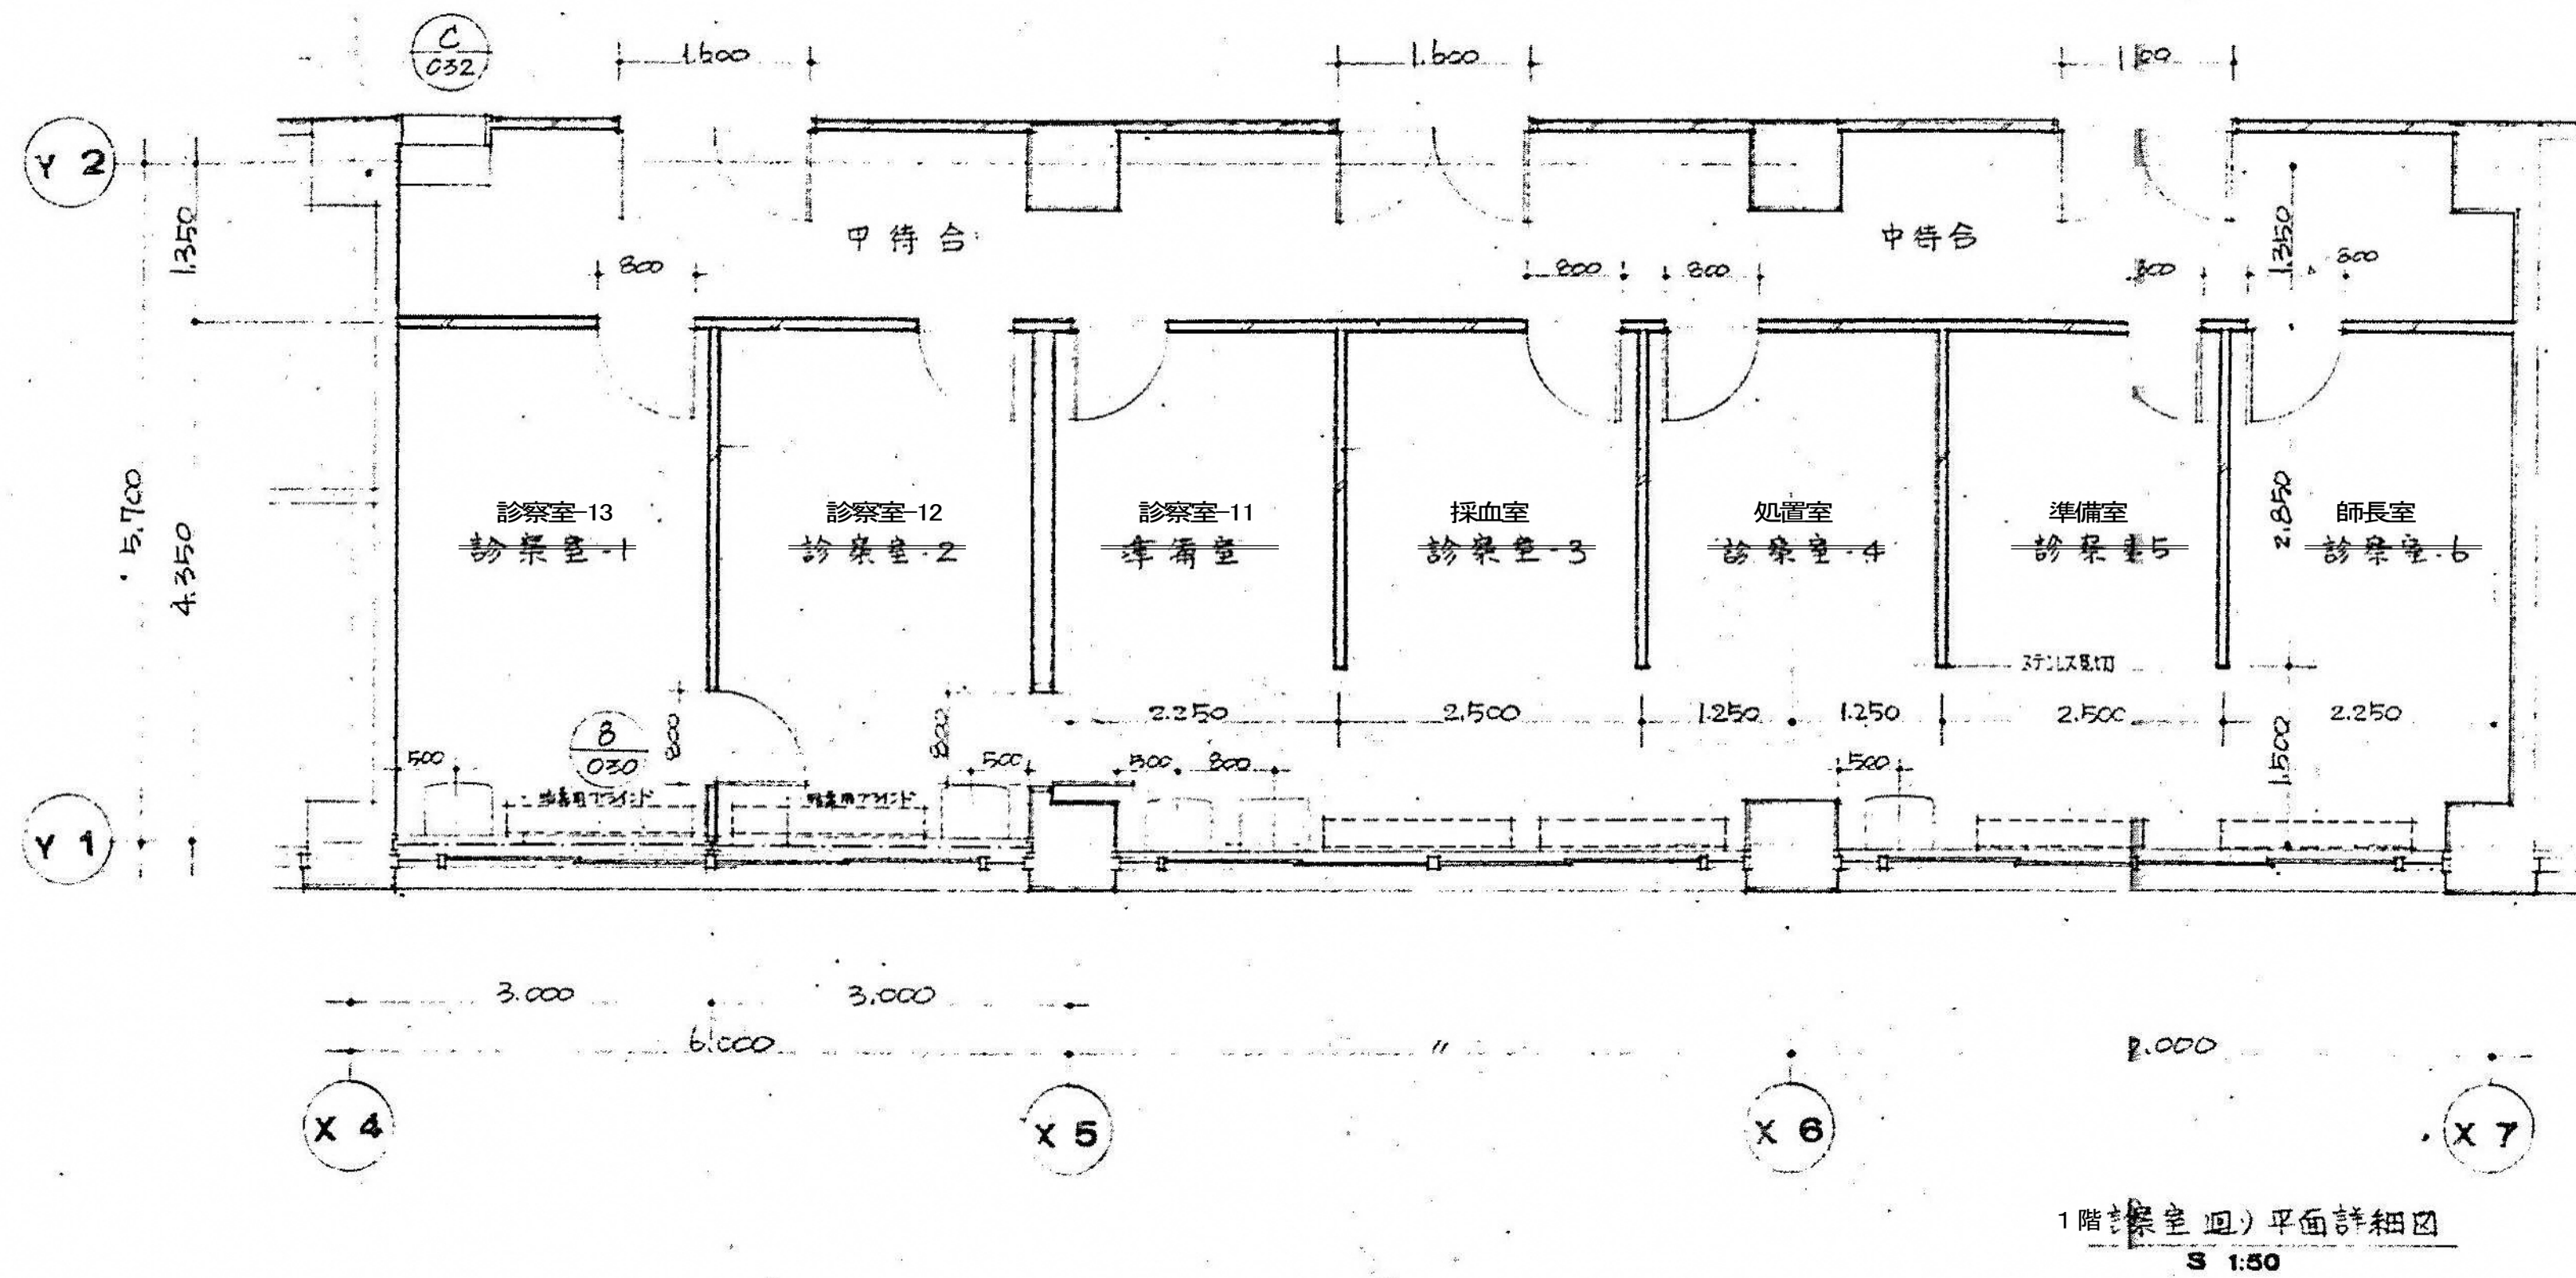 C
032
1.600
1.600
Y 2
1.350
中待合
中待合
800
800
800
800
1.350
800
5.700
4.350
診察室-13
診察室-12
診察室-11
採血室
処置室
準備室
師長室
診察室-1
診察室-2
準備室
診察室-3
診察室-4
診察室5
診察室-6
2.850
ステンレス見切
2.250
2.500
1.250
1.250
2.500
2.250
B
030
800
800
500
500
500
800
500
1.500
Y 1
3.000
3.000
6.000
〃
X 4
X 5
X 6
X 7
1階診察室廻り平面詳細図
S 1:50